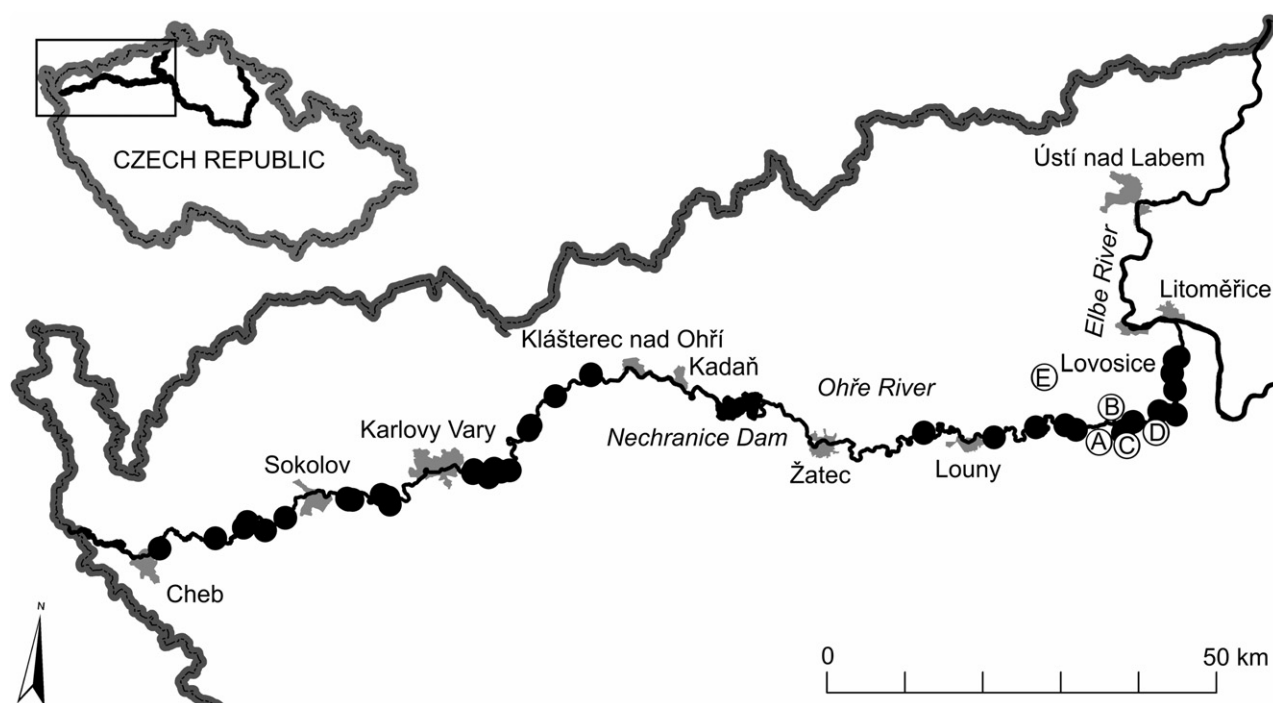 CZECH REPUBLIC
Ústí nad Labem
Elbe River
Litoměřice
Klášterec nad Ohří
Kadaň
Lovosice
E
Ohře River
B
Karlovy Vary
Nechranice Dam
A
C
D
Sokolov
Žatec
Louny
Cheb
N
0
50 km